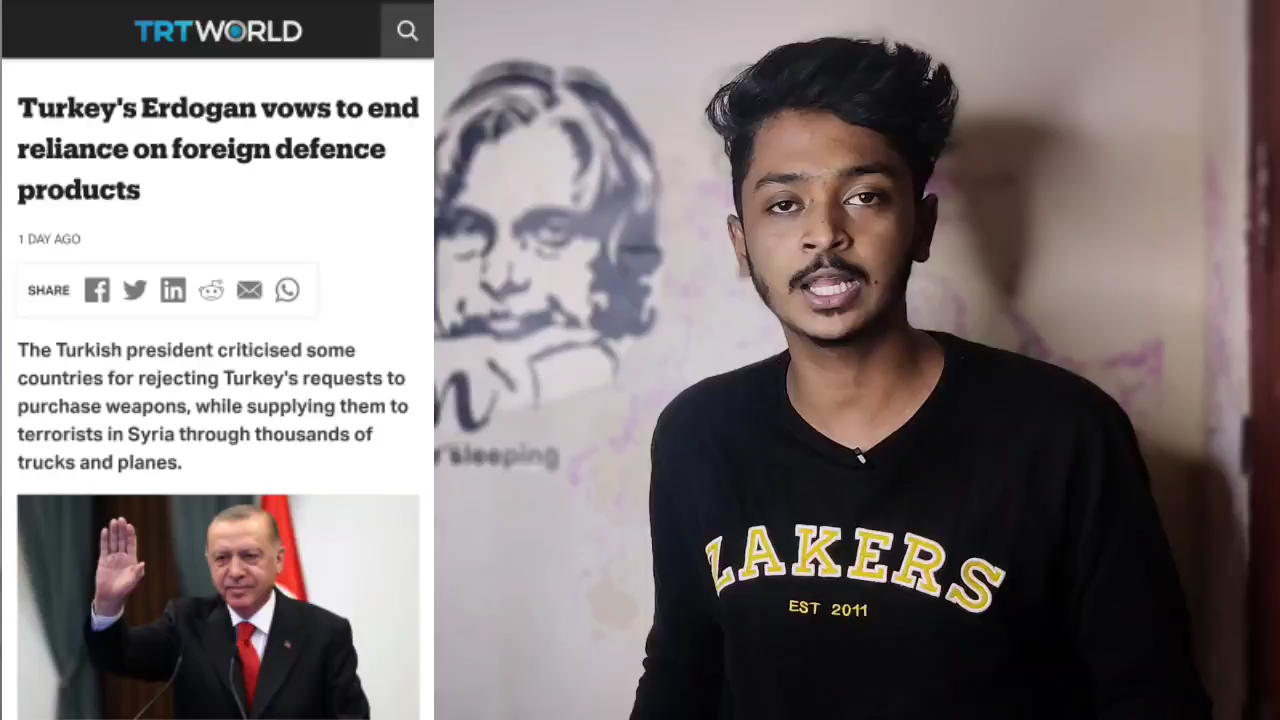 TRT WORLD
Turkey's Erdogan vows to end
reliance on foreign defence
products
1 DAY AGO
SHARE
The Turkish president criticised some
countries for rejecting Turkey's requests to
purchase weapons, while supplying them to
terrorists in Syria through thousands of
trucks and planes.
sleeping
LAKERS
EST 2011